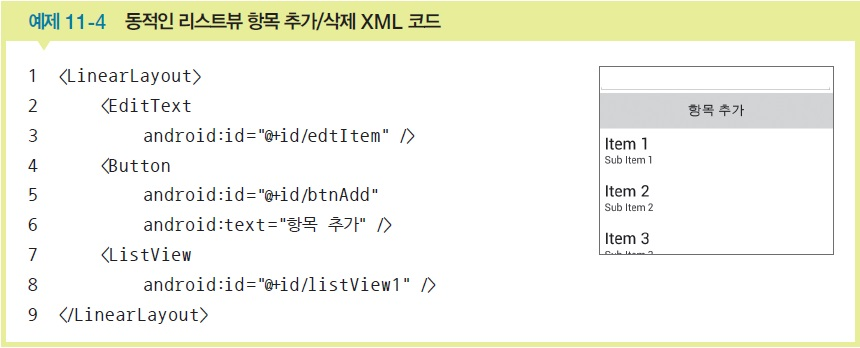 예제 11-4 동적인 리스트뷰 항목 추가/삭제 XML 코드
1 <LinearLayout>
2 <EditText
3 android:id="@+id/edtItem" />
4 <Button
5 android:id="@+id/btnAdd"
6 android:text="항목 추가" />
7 <ListView
8 android:id="@+id/listView1" />
9 </LinearLayout>
항목 추가
Item 1
Sub Item 1
Item 2
Sub Item 2
Item 3
Sub Item 3